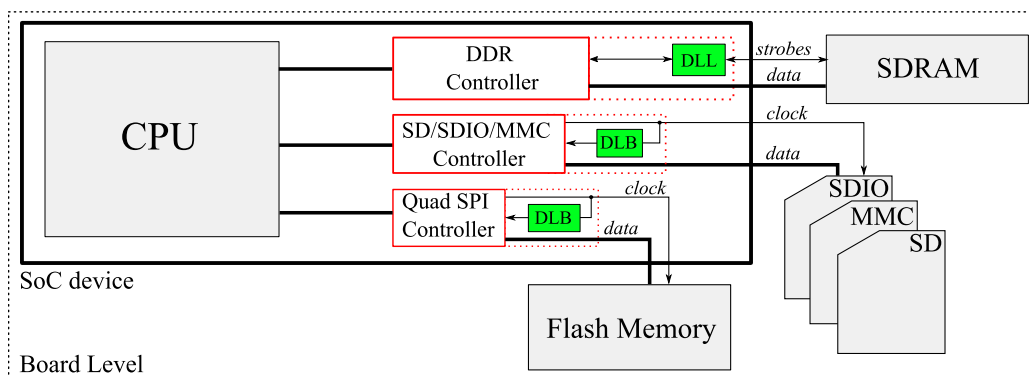 CPU
DDR
Controller
DLL
strobes
data
SDRAM
SD/SDIO/MMC
Controller
DLB
clock
data
Quad SPI
Controller
DLB
clock
data
SDIO
MMC
SD
SoC device
Flash Memory
Board Level